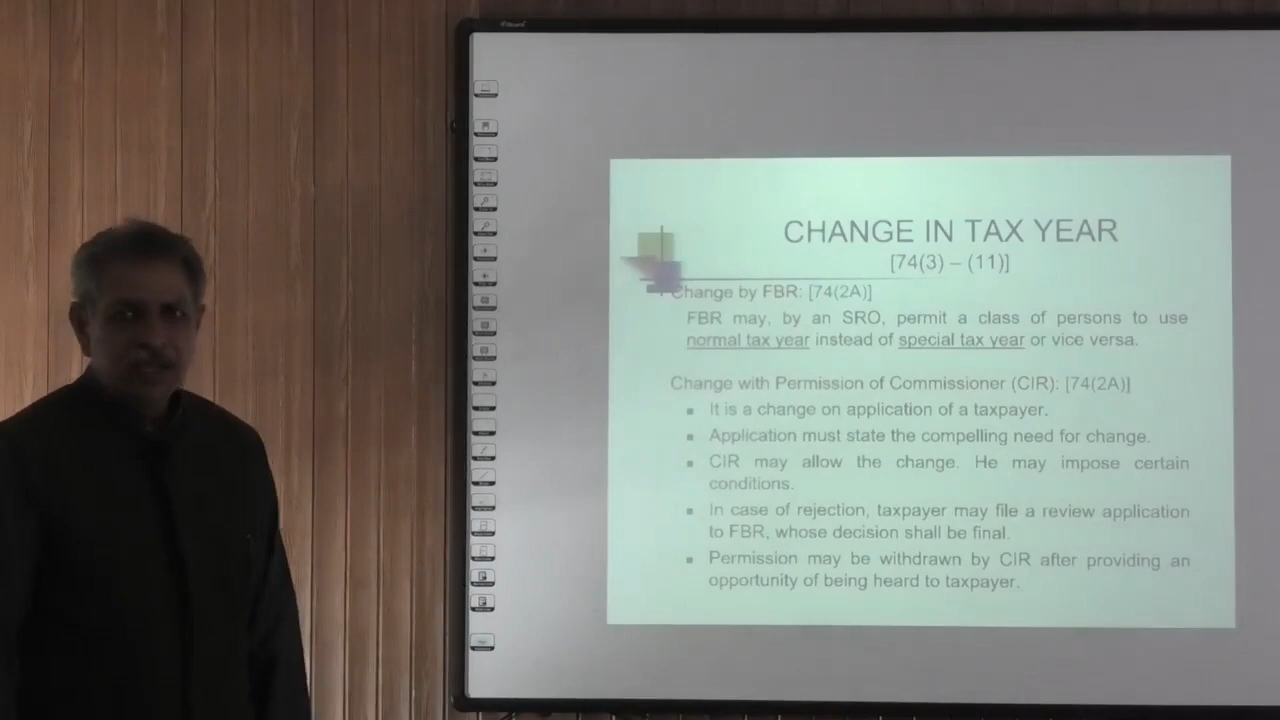 CHANGE IN TAX YEAR
[74(3) – (11)]
Change by FBR: [74(2A)]
FBR may, by an SRO, permit a class of persons to use
normal tax year instead of special tax year or vice versa.
Change with Permission of Commissioner (CIR): [74(2A)]
▪ It is a change on application of a taxpayer.
▪ Application must state the compelling need for change.
▪ CIR may allow the change. He may impose certain
conditions.
▪ In case of rejection, taxpayer may file a review application
to FBR, whose decision shall be final.
▪ Permission may be withdrawn by CIR after providing an
opportunity of being heard to taxpayer.